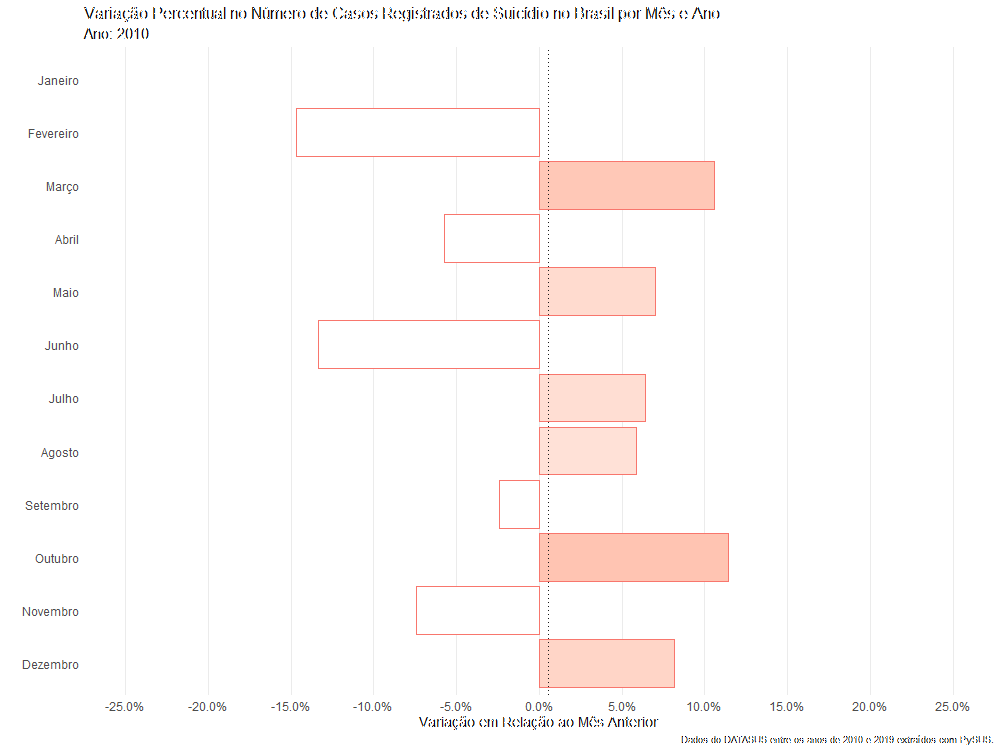 Variação Percentual no Número de Casos Registrados de Suicídio no Brasil por Mês e Ano
Ano: 2010
Janeiro
Fevereiro
Março
Abril
Maio
Junho
Julho
Agosto
Setembro
Outubro
Novembro
Dezembro
-25.0% -20.0% -15.0% -10.0% -5.0% 0.0% 5.0% 10.0% 15.0% 20.0% 25.0%
Variação em Relação ao Mês Anterior
Dados do DATASUS entre os anos de 2010 e 2019 extraídos com PySUS.